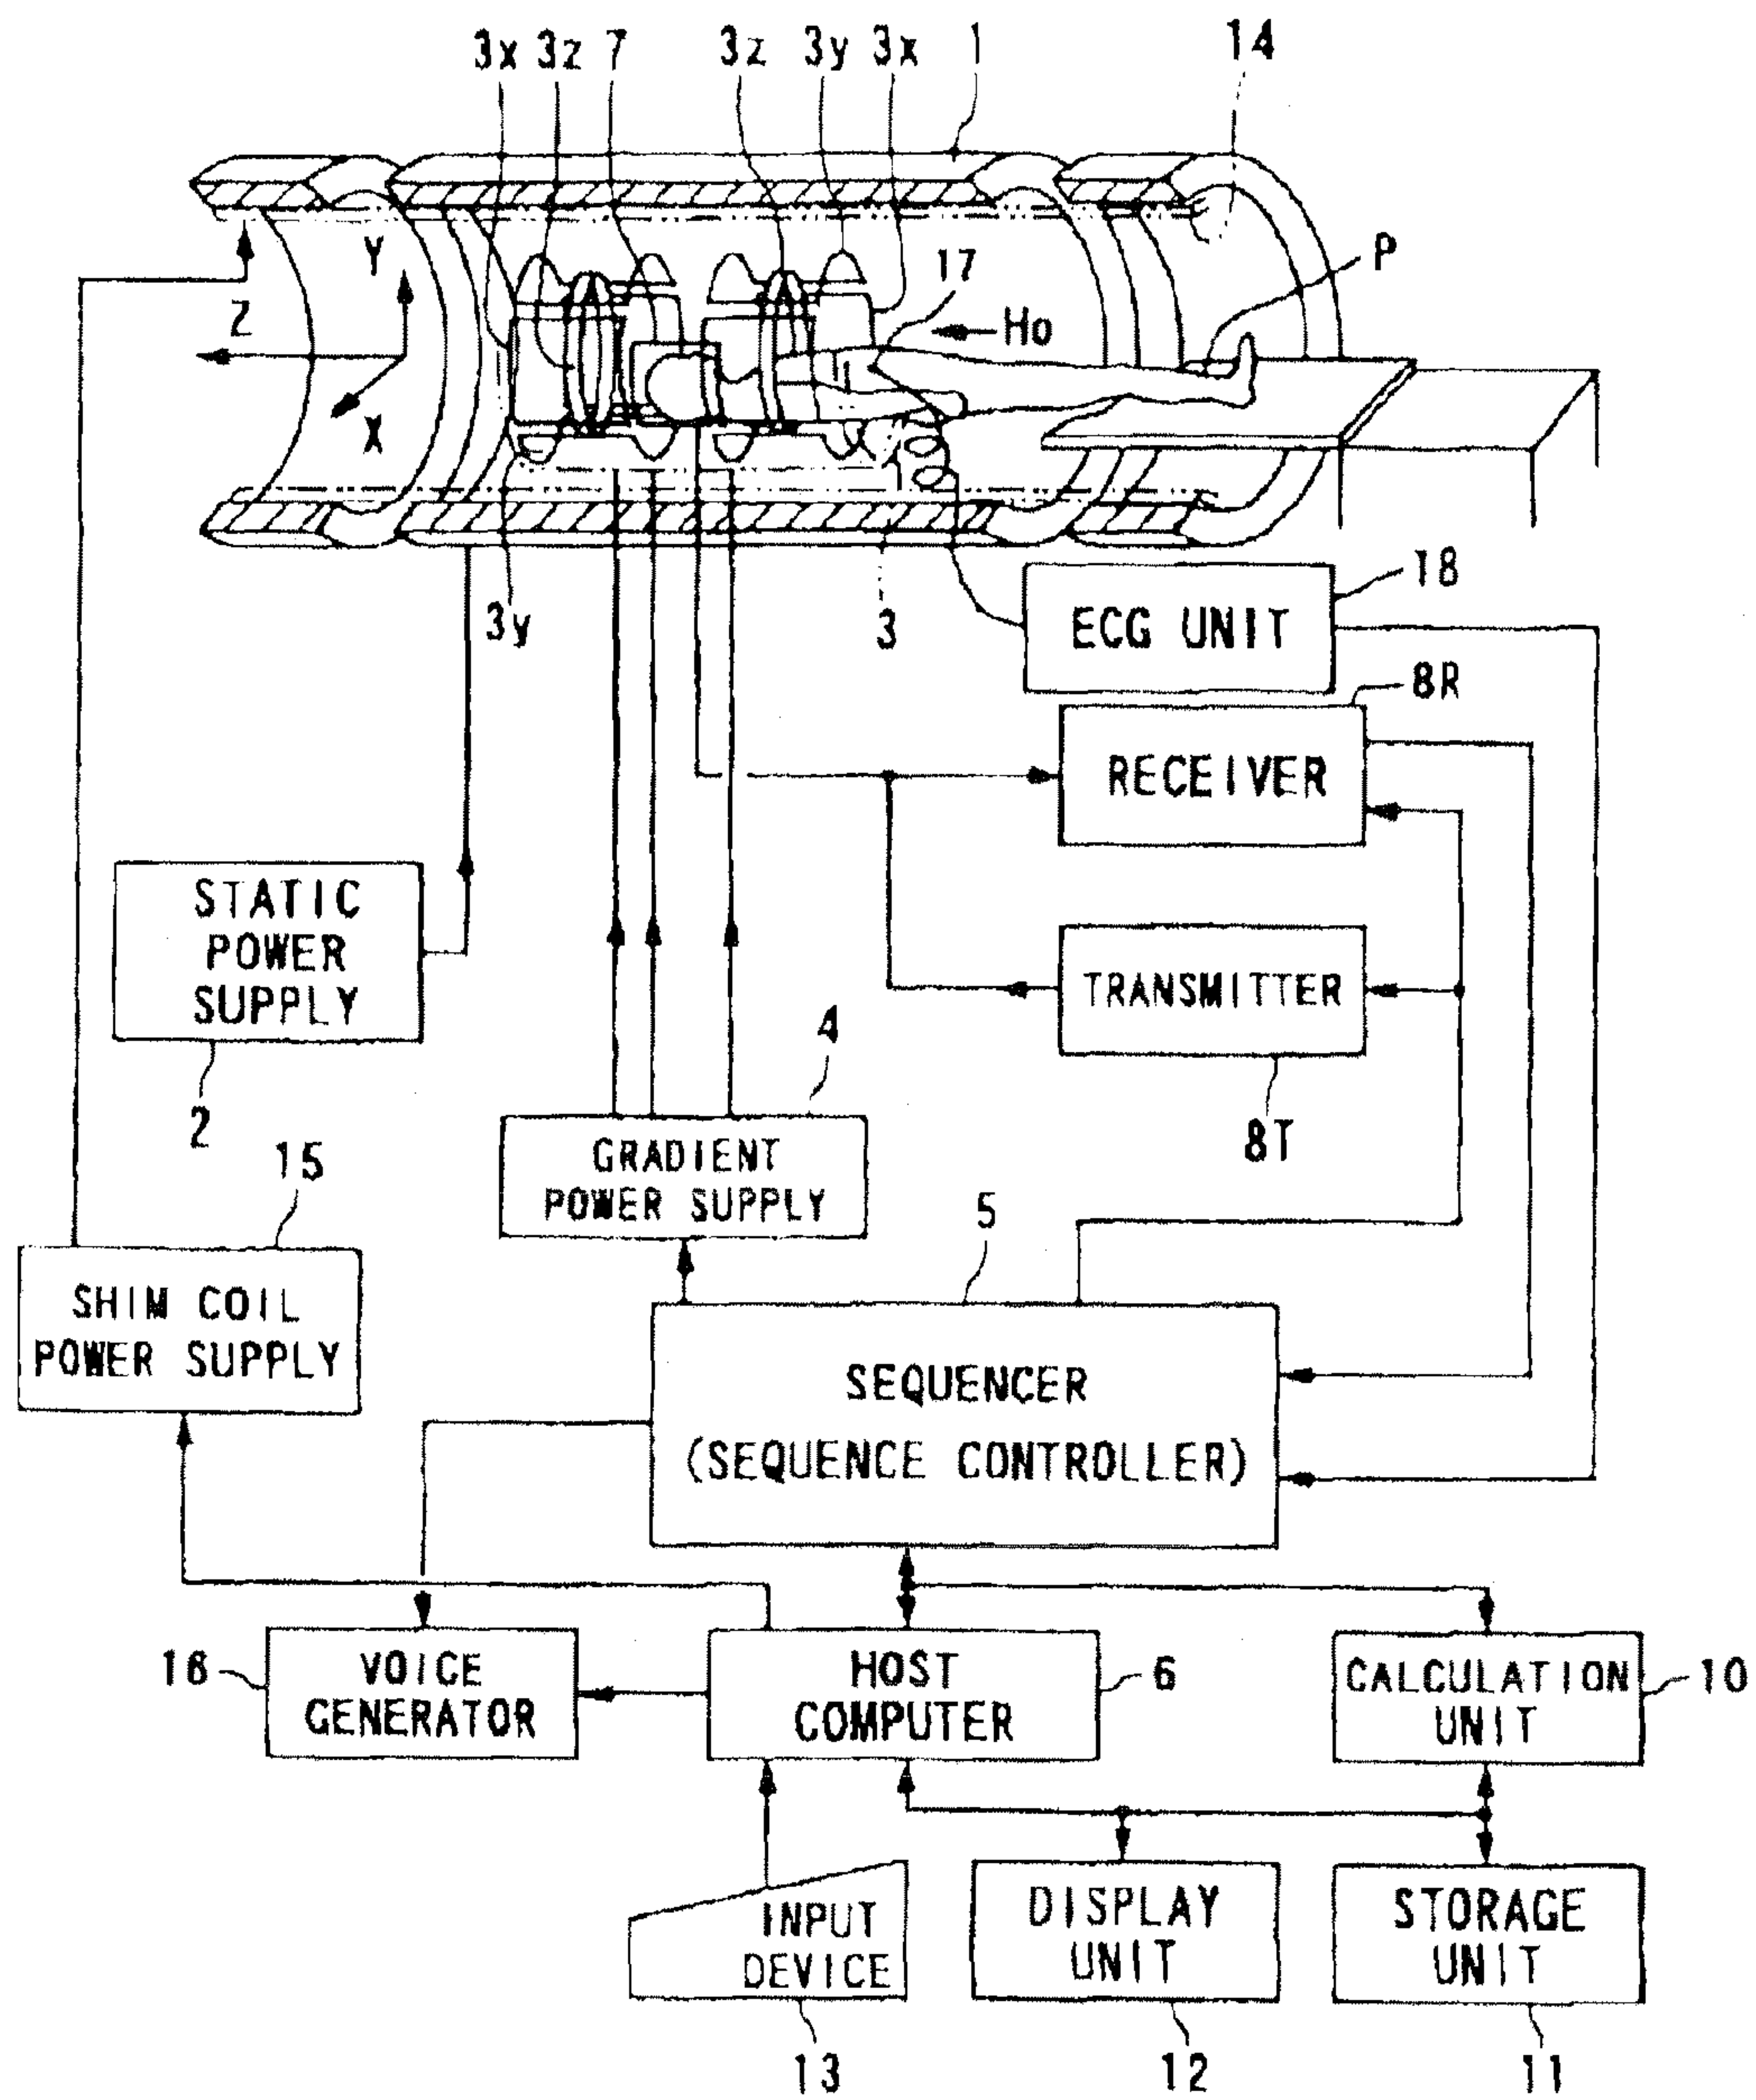 3x 3z 7 3z 3y 3x 1 14
Y
Z
X
17
Ho
P
3y
3
18
ECG UNIT
8R
RECEIVER
STATIC
POWER
SUPPLY
2
TRANSMITTER
8T
4
GRADIENT
POWER SUPPLY
15
SHIM COIL
POWER SUPPLY
5
SEQUENCER
(SEQUENCE CONTROLLER)
16
VOICE
GENERATOR
HOST
COMPUTER
6
CALCULATION
UNIT
10
INPUT
DEVICE
13
DISPLAY
UNIT
12
STORAGE
UNIT
11